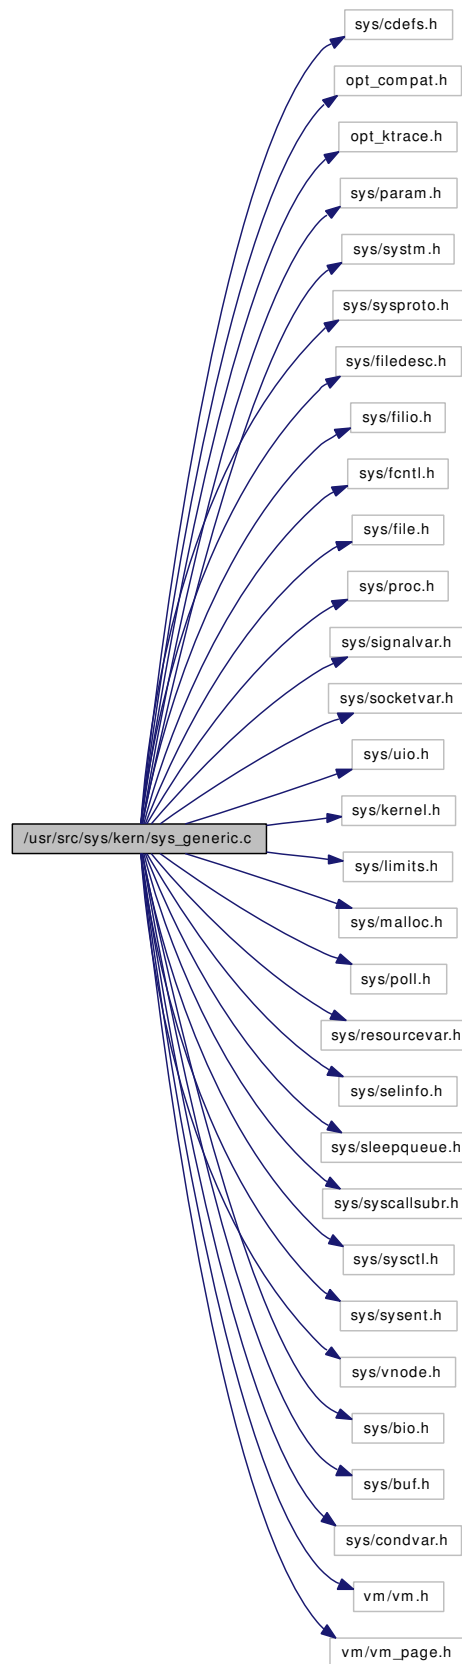 sys/cdefs.h
opt_compat.h
opt_ktrace.h
sys/param.h
sys/systm.h
sys/sysproto.h
sys/filedesc.h
sys/filio.h
sys/fcntl.h
sys/file.h
sys/proc.h
sys/signalvar.h
sys/socketvar.h
sys/uio.h
sys/kernel.h
/usr/src/sys/kern/sys_generic.c
sys/limits.h
sys/malloc.h
sys/poll.h
sys/resourcevar.h
sys/selinfo.h
sys/sleepqueue.h
sys/syscallsubr.h
sys/sysctl.h
sys/sysent.h
sys/vnode.h
sys/bio.h
sys/buf.h
sys/condvar.h
vm/vm.h
vm/vm_page.h